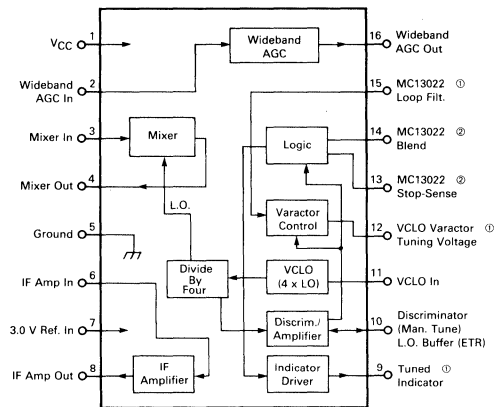 VCC 1
Wideband
AGC In 2
Mixer In 3
Mixer Out 4
Ground 5
IF Amp In 6
3.0 V Ref. In 7
IF Amp Out 8
Wideband
AGC
Mixer
L.O.
Divide
By
Four
IF
Amplifier
Logic
Varactor
Control
VCLO
(4 x LO)
Discrim./
Amplifier
Indicator
Driver
16 Wideband
AGC Out
15 MC13022 ①
Loop Filt.
14 MC13022 ②
Blend
13 MC13022 ②
Stop-Sense
12 VCLO Varactor ①
Tuning Voltage
11 VCLO In
10 Discriminator
(Man. Tune)
L.O. Buffer (ETR)
9 Tuned ①
Indicator